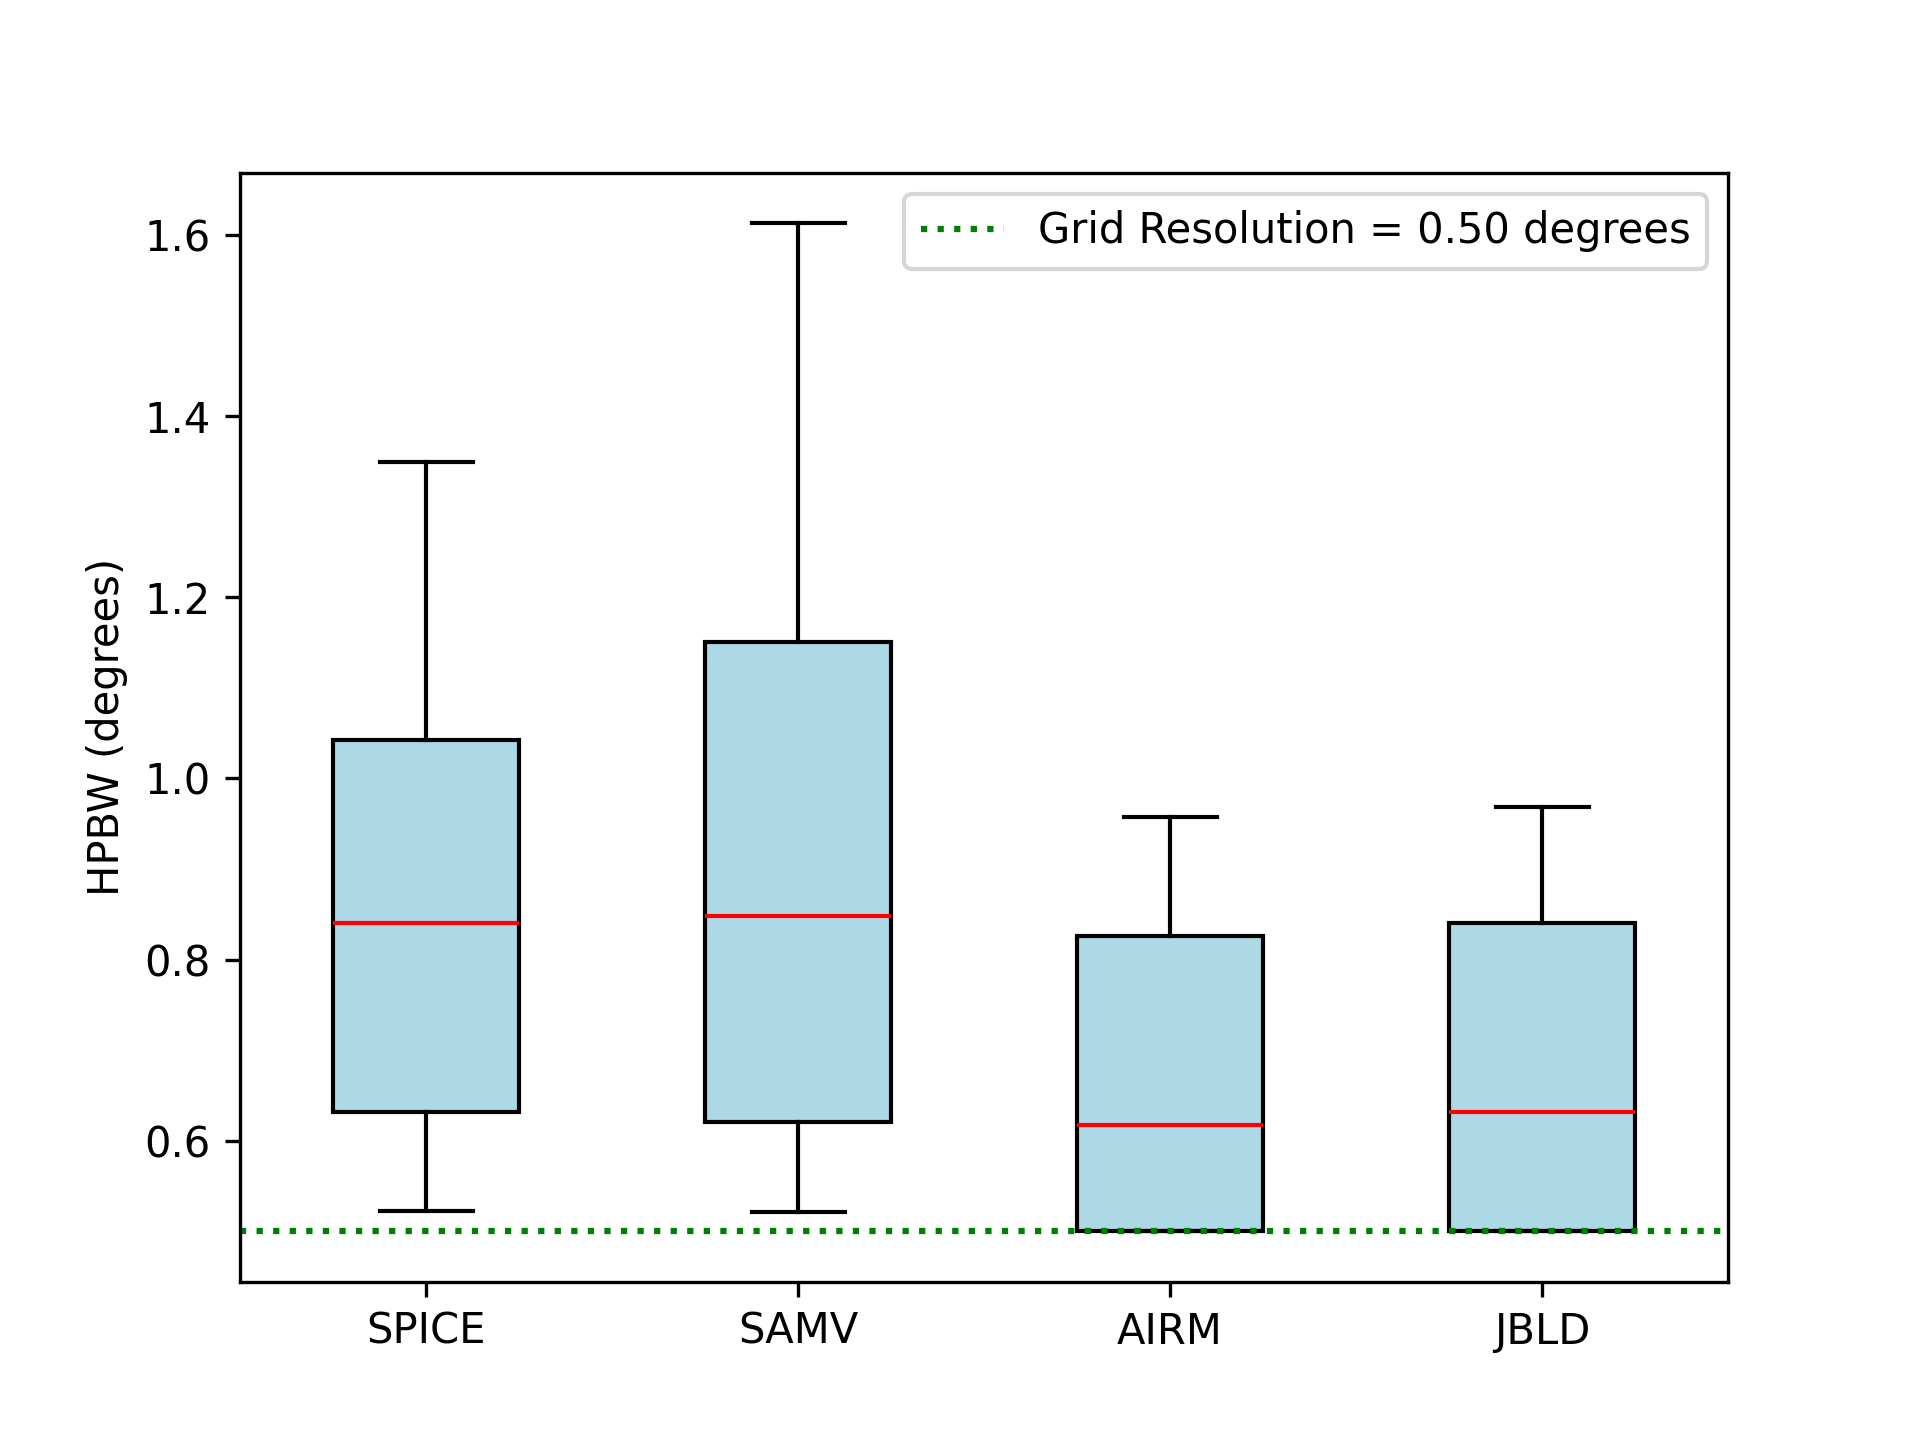 Grid Resolution = 0.50 degrees
HPBW (degrees)
1.6
1.4
1.2
1.0
0.8
0.6
SPICE SAMV AIRM JBLD